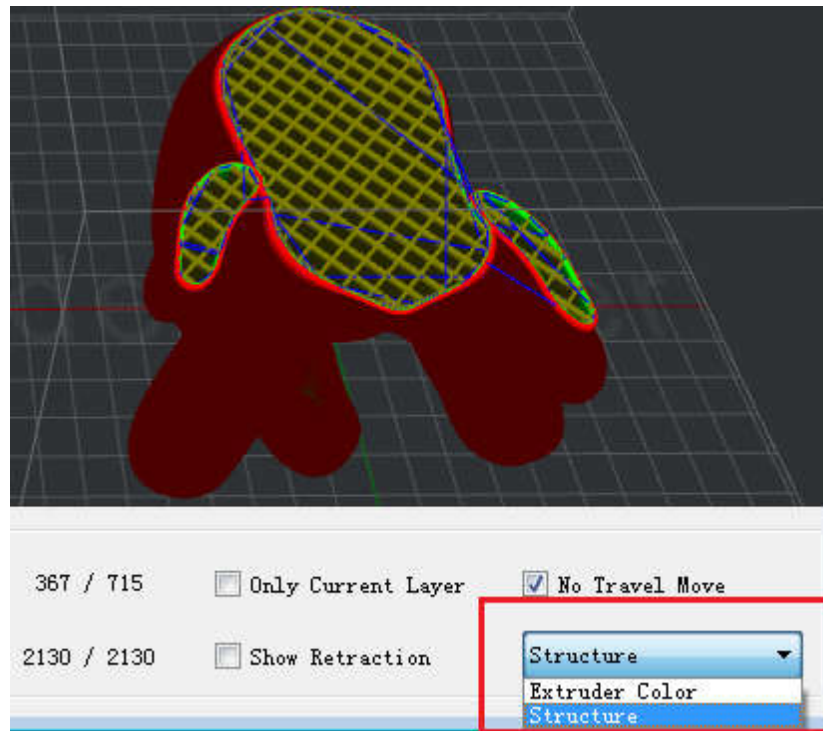 367 / 715
Only Current Layer
No Travel Move
2130 / 2130
Show Retraction
Structure
Extruder Color
Structure